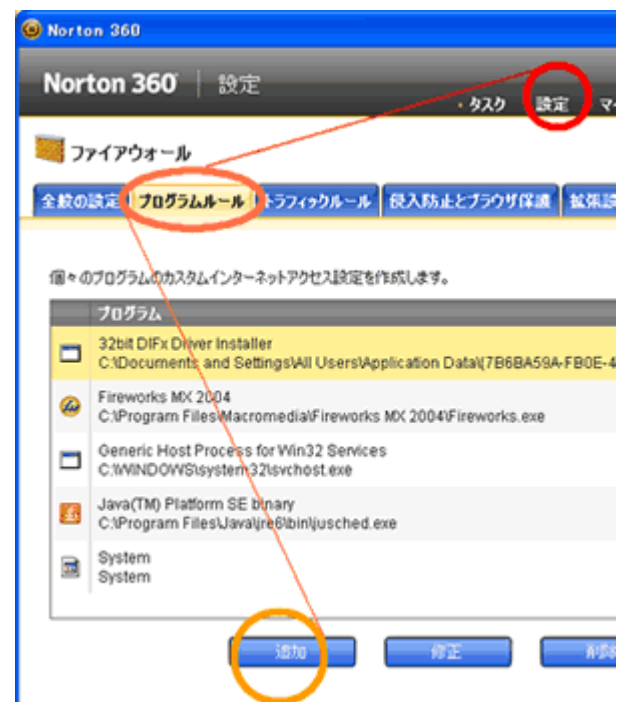 Norton 360
Norton 360 設定
・タスク 設定 マ
ファイアウォール
全般の設定 プログラムルール トラフィックルール 侵入防止とブラウザ保護 拡張設
個々のプログラムのカスタムインターネットアクセス設定を作成します。
プログラム
32bit DIFx Driver Installer
C:\Documents and Settings\All Users\Application Data\{7B6BA59A-FB0E-4
Fireworks MX 2004
C:\Program Files\Macromedia\Fireworks MX 2004\Fireworks.exe
Generic Host Process for Win32 Services
C:\WINDOWS\system32\svchost.exe
Java(TM) Platform SE binary
C:\Program Files\Java\jre6\bin\jusched.exe
System
System
追加 修正 削除